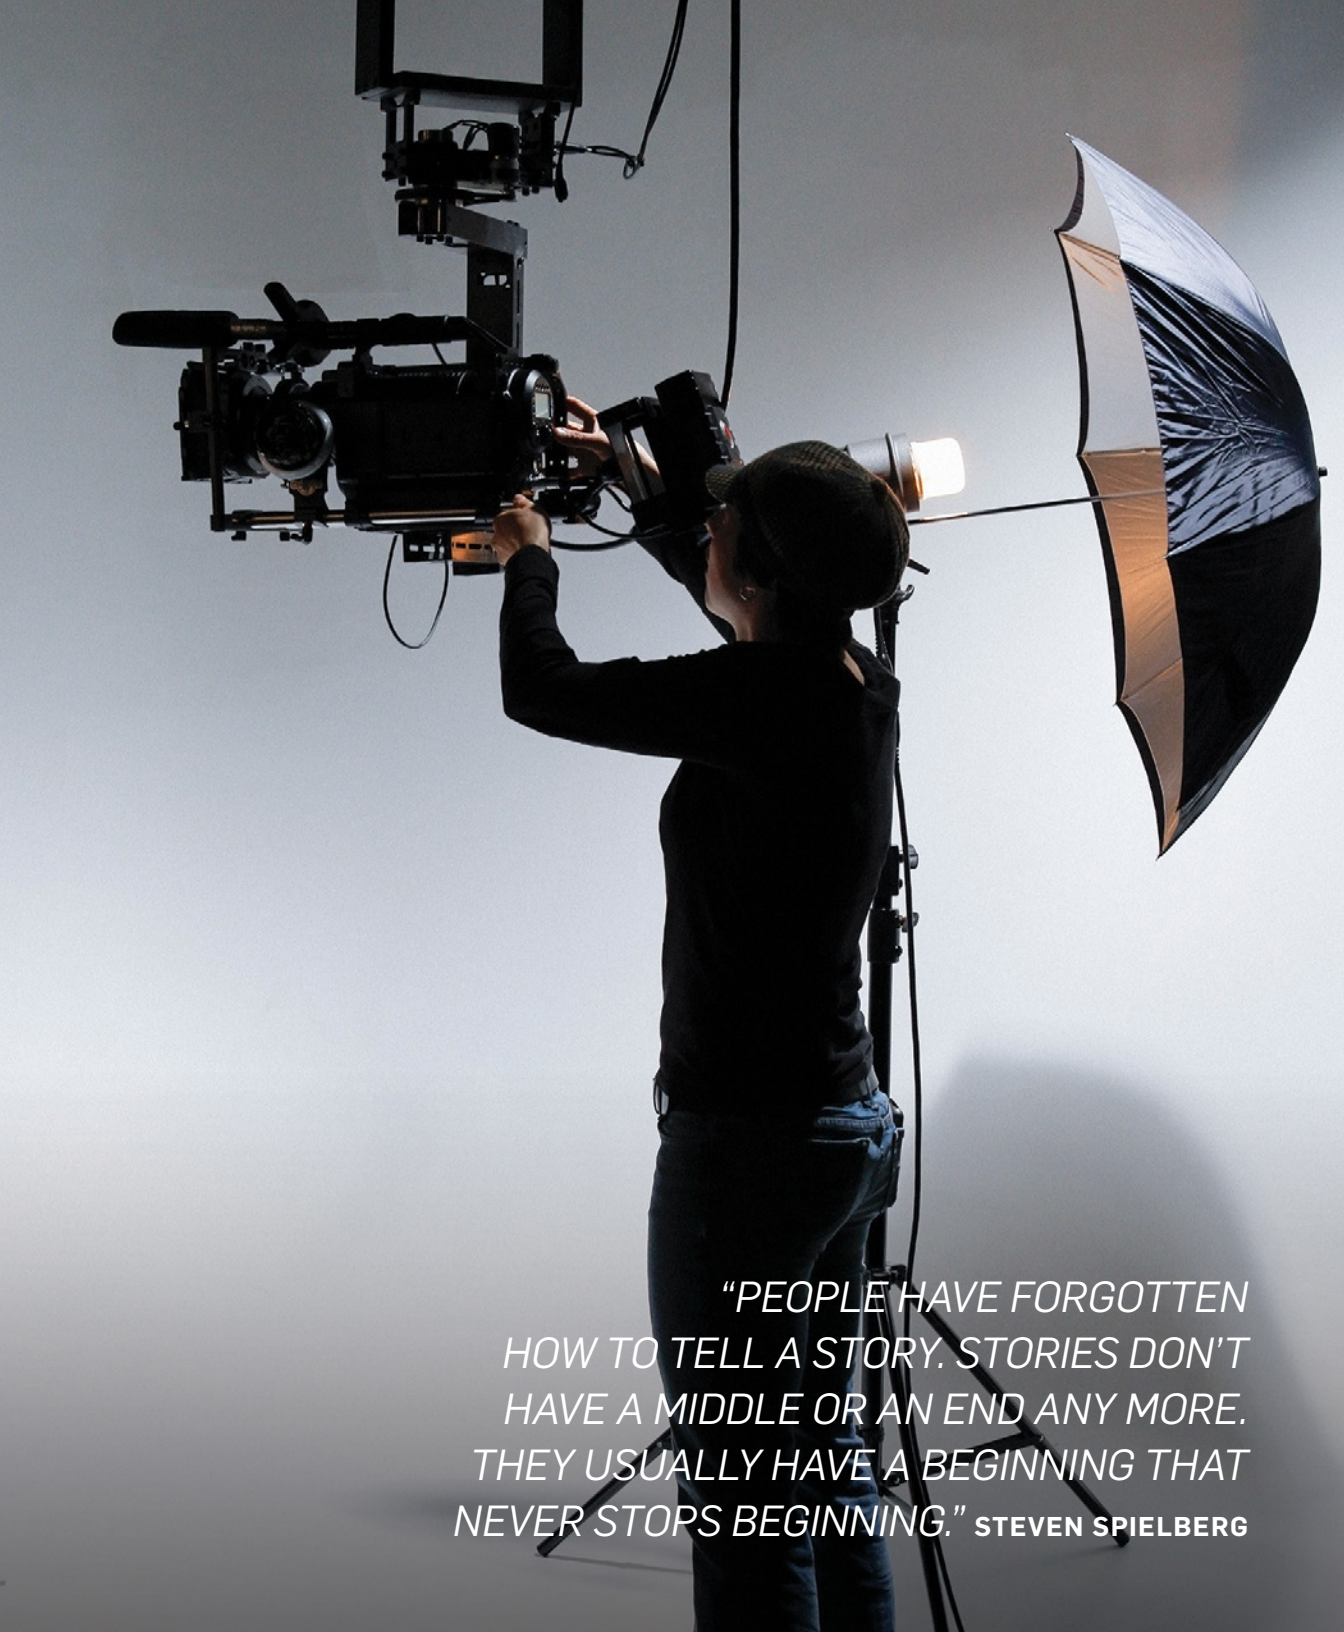 “PEOPLE HAVE FORGOTTEN
HOW TO TELL A STORY. STORIES DON’T
HAVE A MIDDLE OR AN END ANY MORE.
THEY USUALLY HAVE A BEGINNING THAT
NEVER STOPS BEGINNING.” STEVEN SPIELBERG